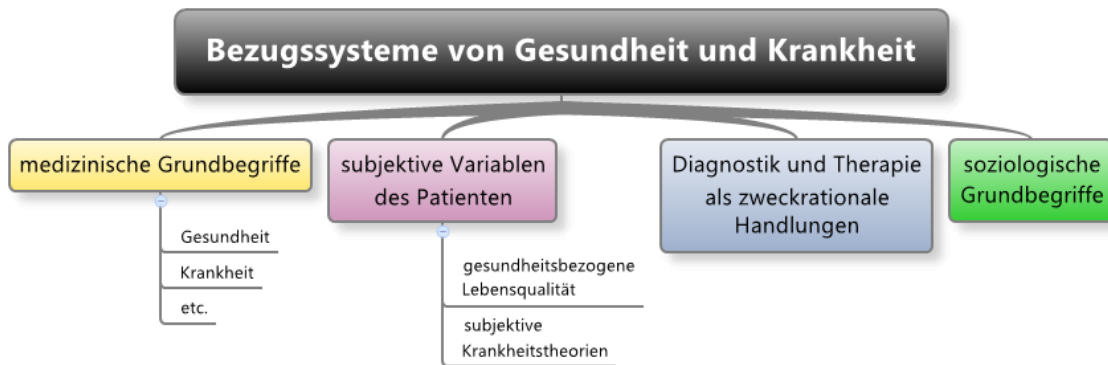 Bezugssysteme von Gesundheit und Krankheit
medizinische Grundbegriffe
Gesundheit
Krankheit
etc.
subjektive Variablen
des Patienten
gesundheitsbezogene
Lebensqualität
subjektive
Krankheitstheorien
Diagnostik und Therapie
als zweckrationale
Handlungen
soziologische
Grundbegriffe